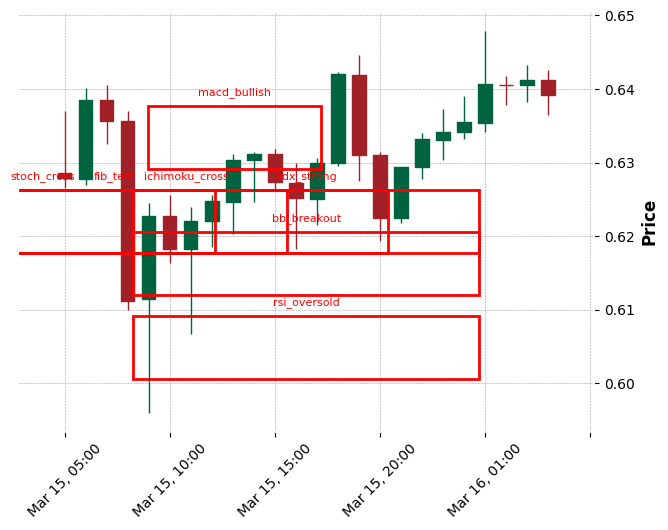 0.65
macd_bullish
0.64
0.63
stoch_cross
ichimoku_cross
bb_breakout
0.62
Price
rsi_oversold
0.61
0.60
Mar 15, 05:00
Mar 15, 10:00
Mar 15, 15:00
Mar 15, 20:00
Mar 16, 01:00